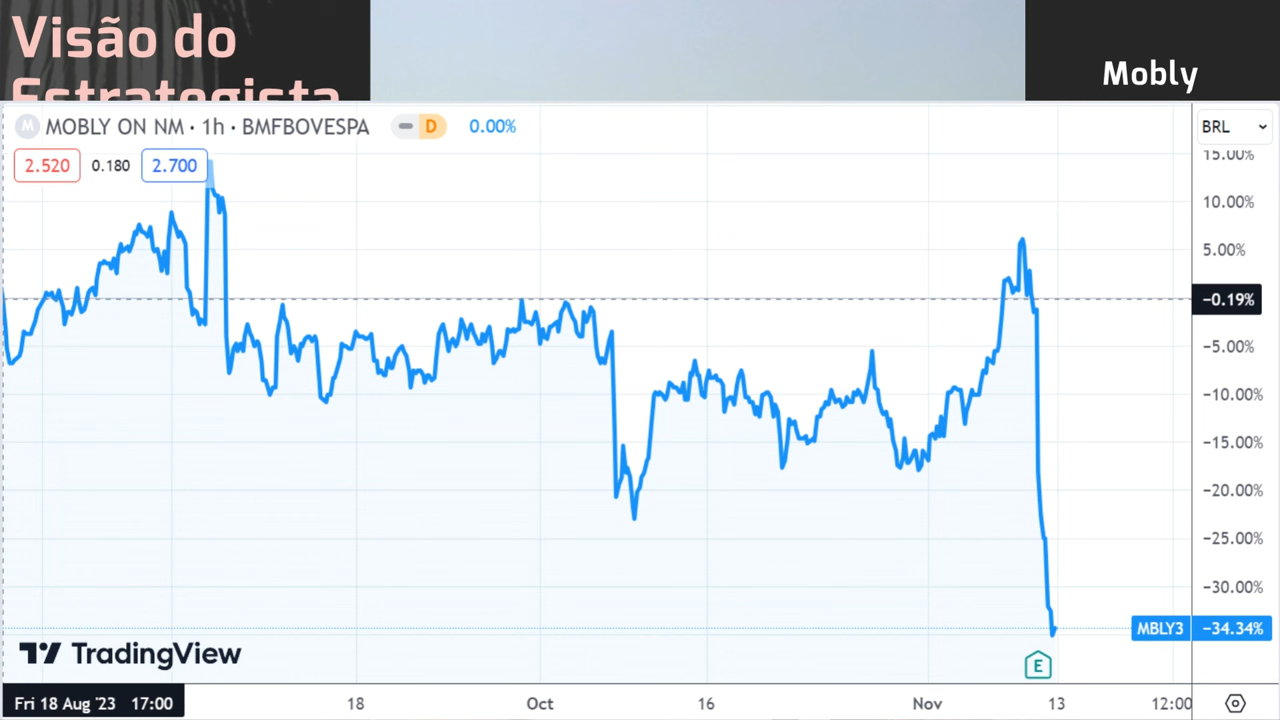 Visão do
Estrategista
Mobly
M MOBLY ON NM · 1h · BMFBOVESPA D 0.00%
BRL
2.520 0.180 2.700
15.00%
10.00%
5.00%
−0.19%
−5.00%
−10.00%
−15.00%
−20.00%
−25.00%
−30.00%
MBLY3 −34.34%
TradingView
E
Fri 18 Aug '23 17:00 18 Oct 16 Nov 13 12:00